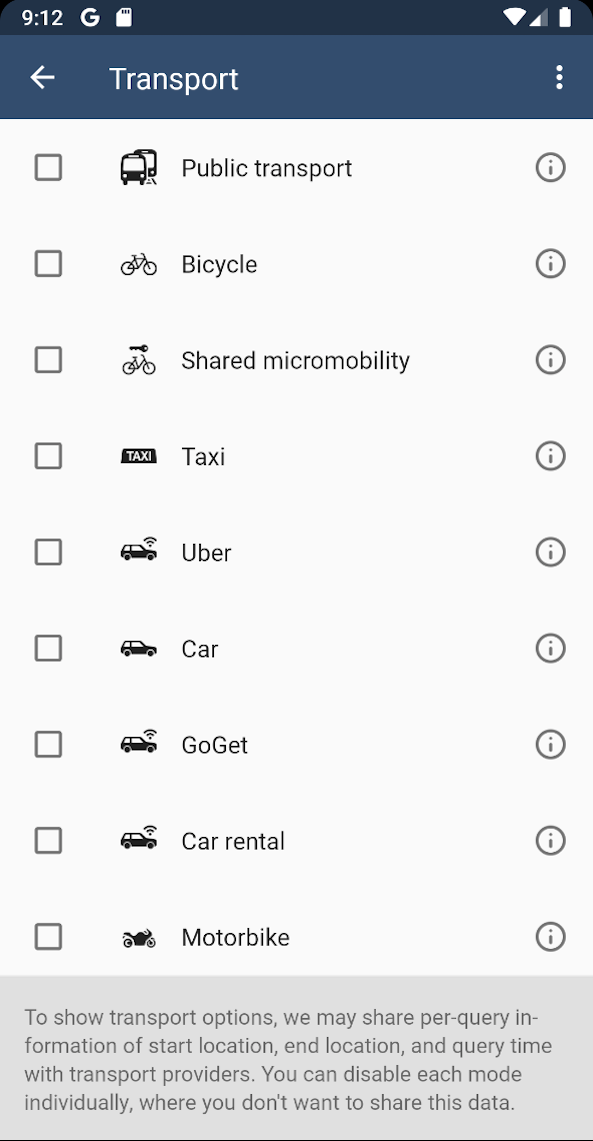 9:12
Transport
Public transport
Bicycle
Shared micromobility
TAXI Taxi
Uber
Car
GoGet
Car rental
Motorbike
To show transport options, we may share per-query in-
formation of start location, end location, and query time
with transport providers. You can disable each mode
individually, where you don't want to share this data.